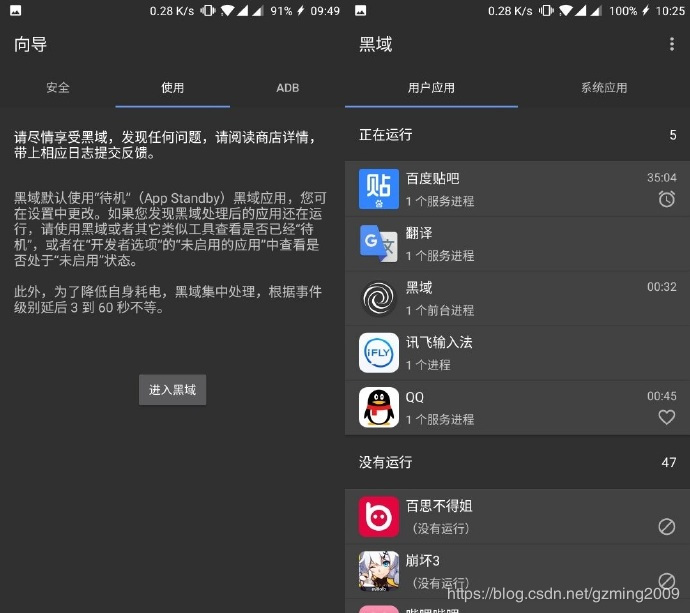 0.28 K/s 91% 09:49
向导
安全 使用 ADB
请尽情享受黑域，发现任何问题，请阅读商店详情，
带上相应日志提交反馈。
黑域默认使用“待机”（App Standby）黑域应用，您可
在设置中更改。如果您发现黑域处理后的应用还在运
行，请使用黑域或者其它类似工具查看是否已经“待
机”，或者在“开发者选项“的”未启用的应用”中查看是
否处于“未启用”状态。
此外，为了降低自身耗电，黑域集中处理，根据事件
级别延后 3 到 60 秒不等。
进入黑域
0.28 K/s 100% 10:25
黑域
用户应用 系统应用
正在运行 5
贴
百度贴吧 35:04
1 个服务进程
G 文
翻译
1 个服务进程
黑域 00:32
1 个前台进程
iFLY
讯飞输入法
1 个进程
QQ 00:45
1 个服务进程
没有运行 47
百思不得姐
（没有运行）
崩坏3
（没有运行）
哔哩哔哩
https://blog.csdn.net/gzming2009